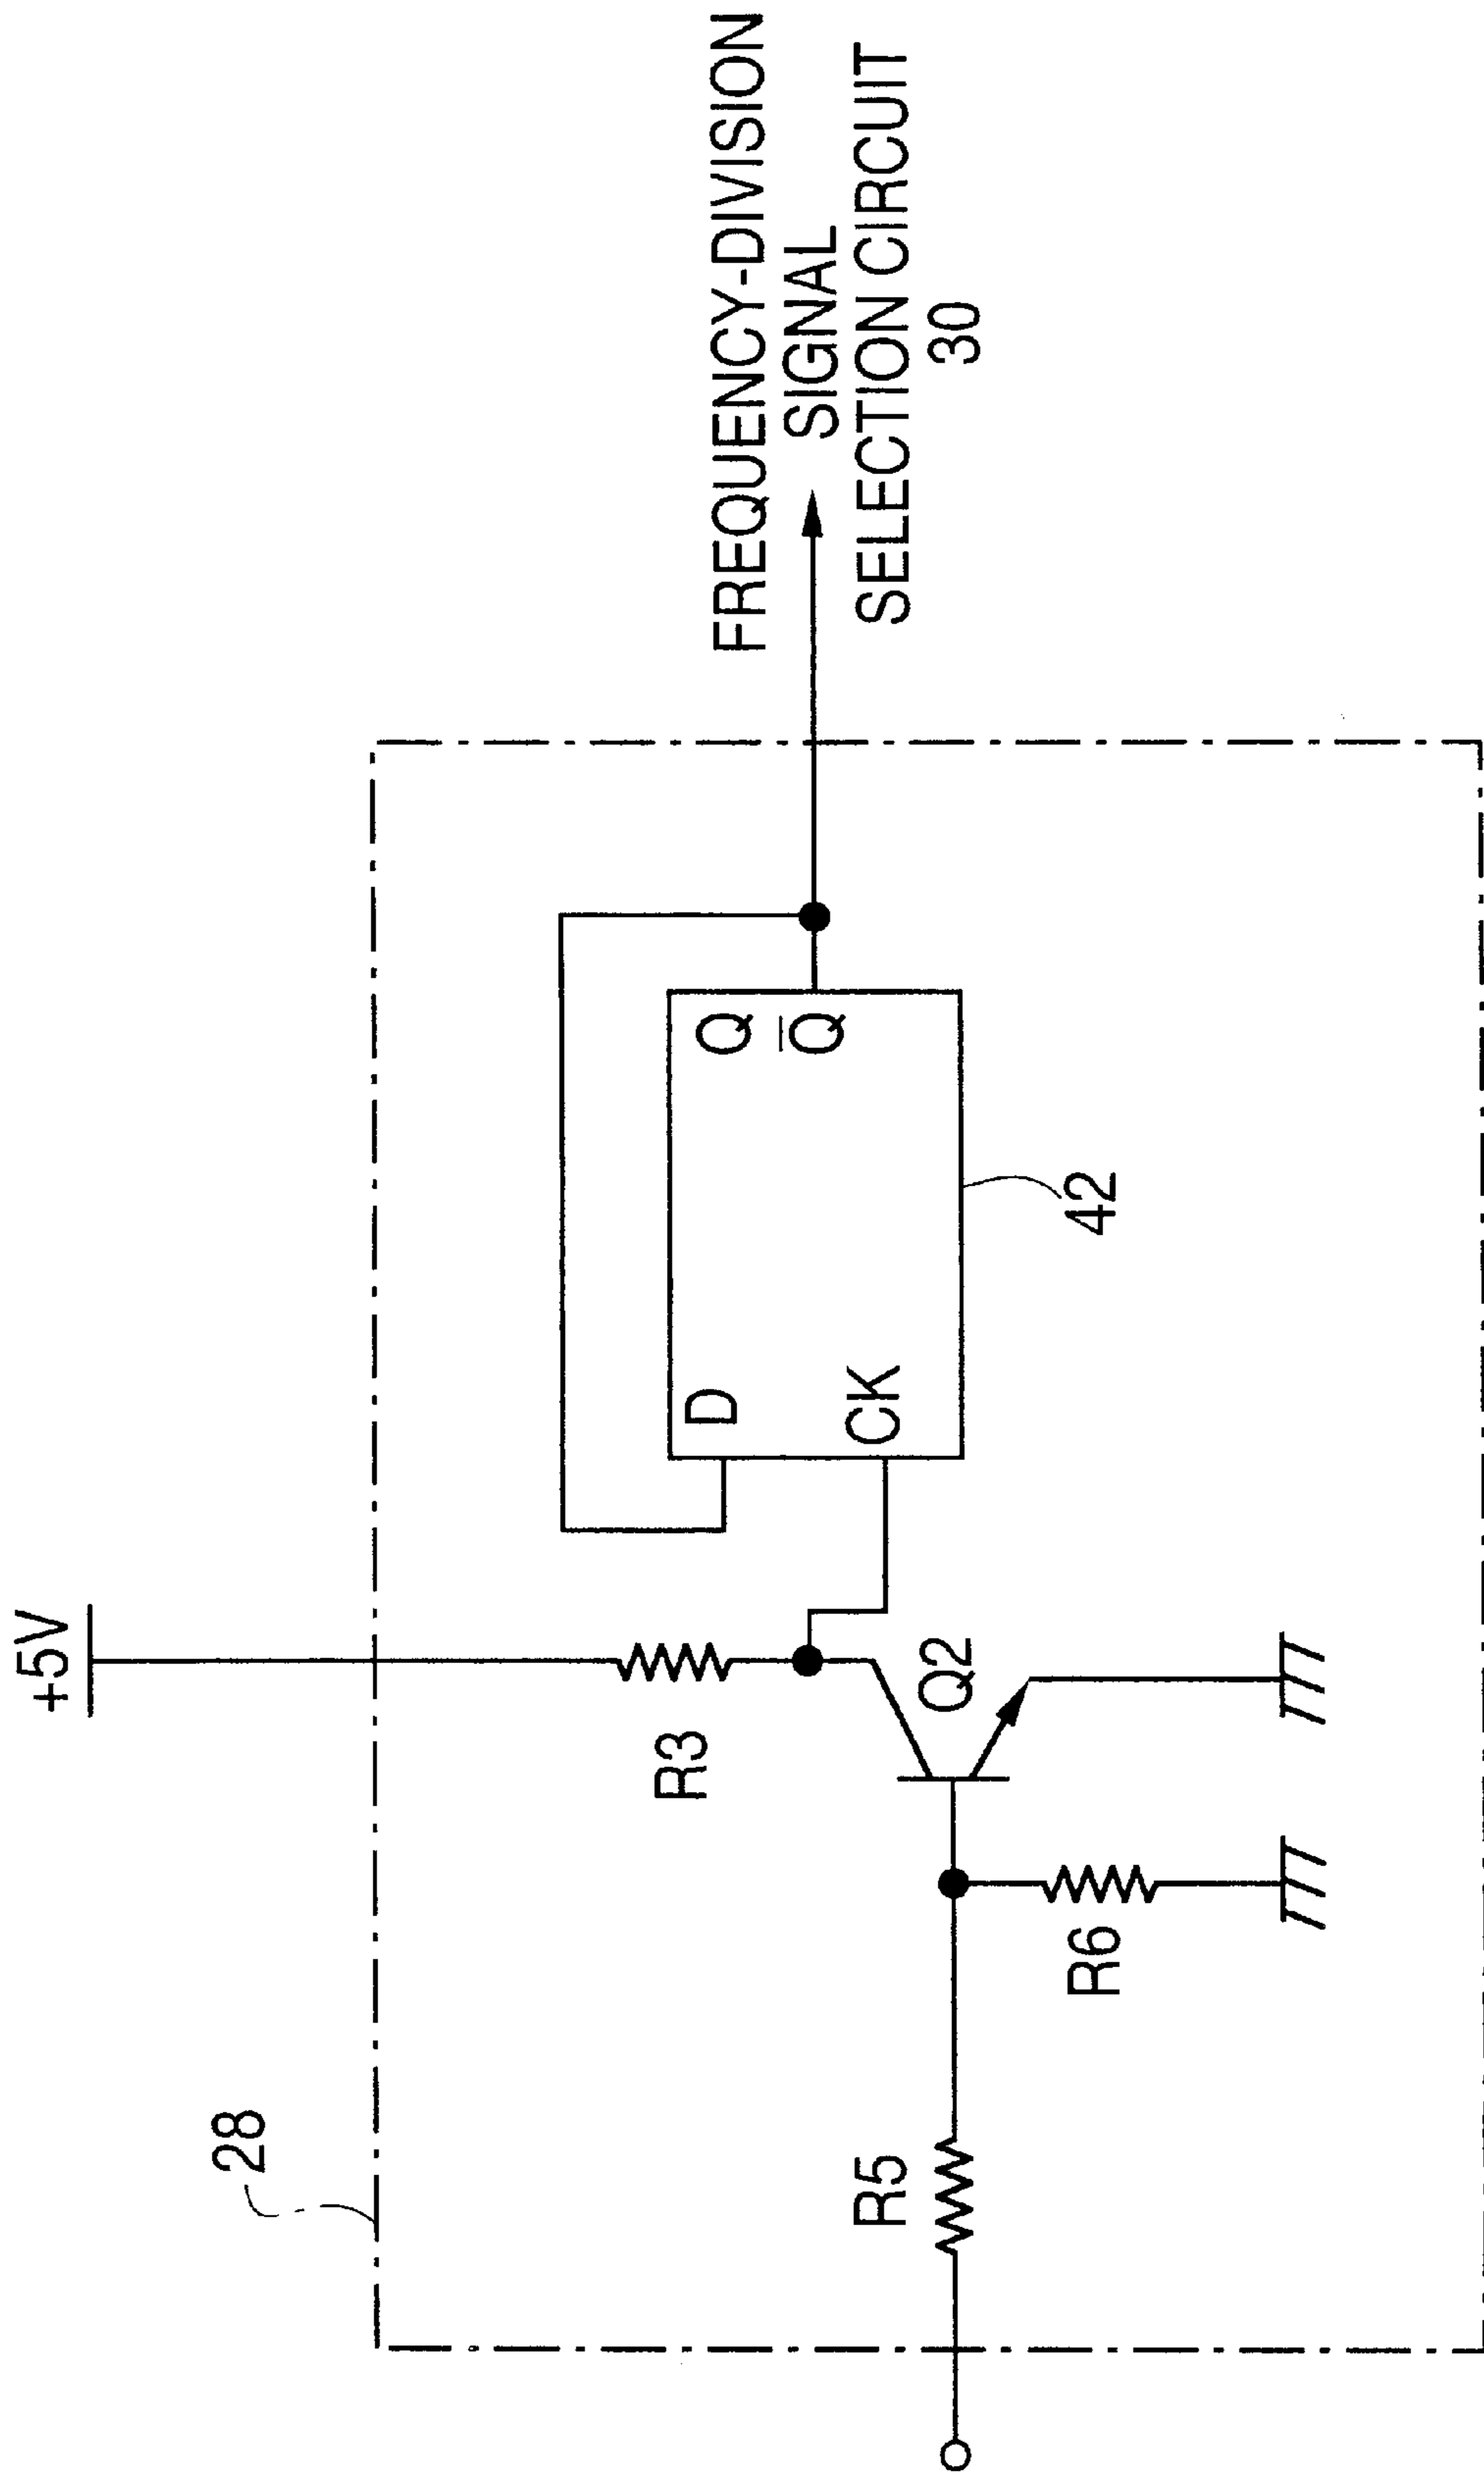 +5V
28
R3
R5
R6
Q2
D
CK
Q
Q̅
42
FREQUENCY-DIVISION
SIGNAL
SELECTION CIRCUIT
30